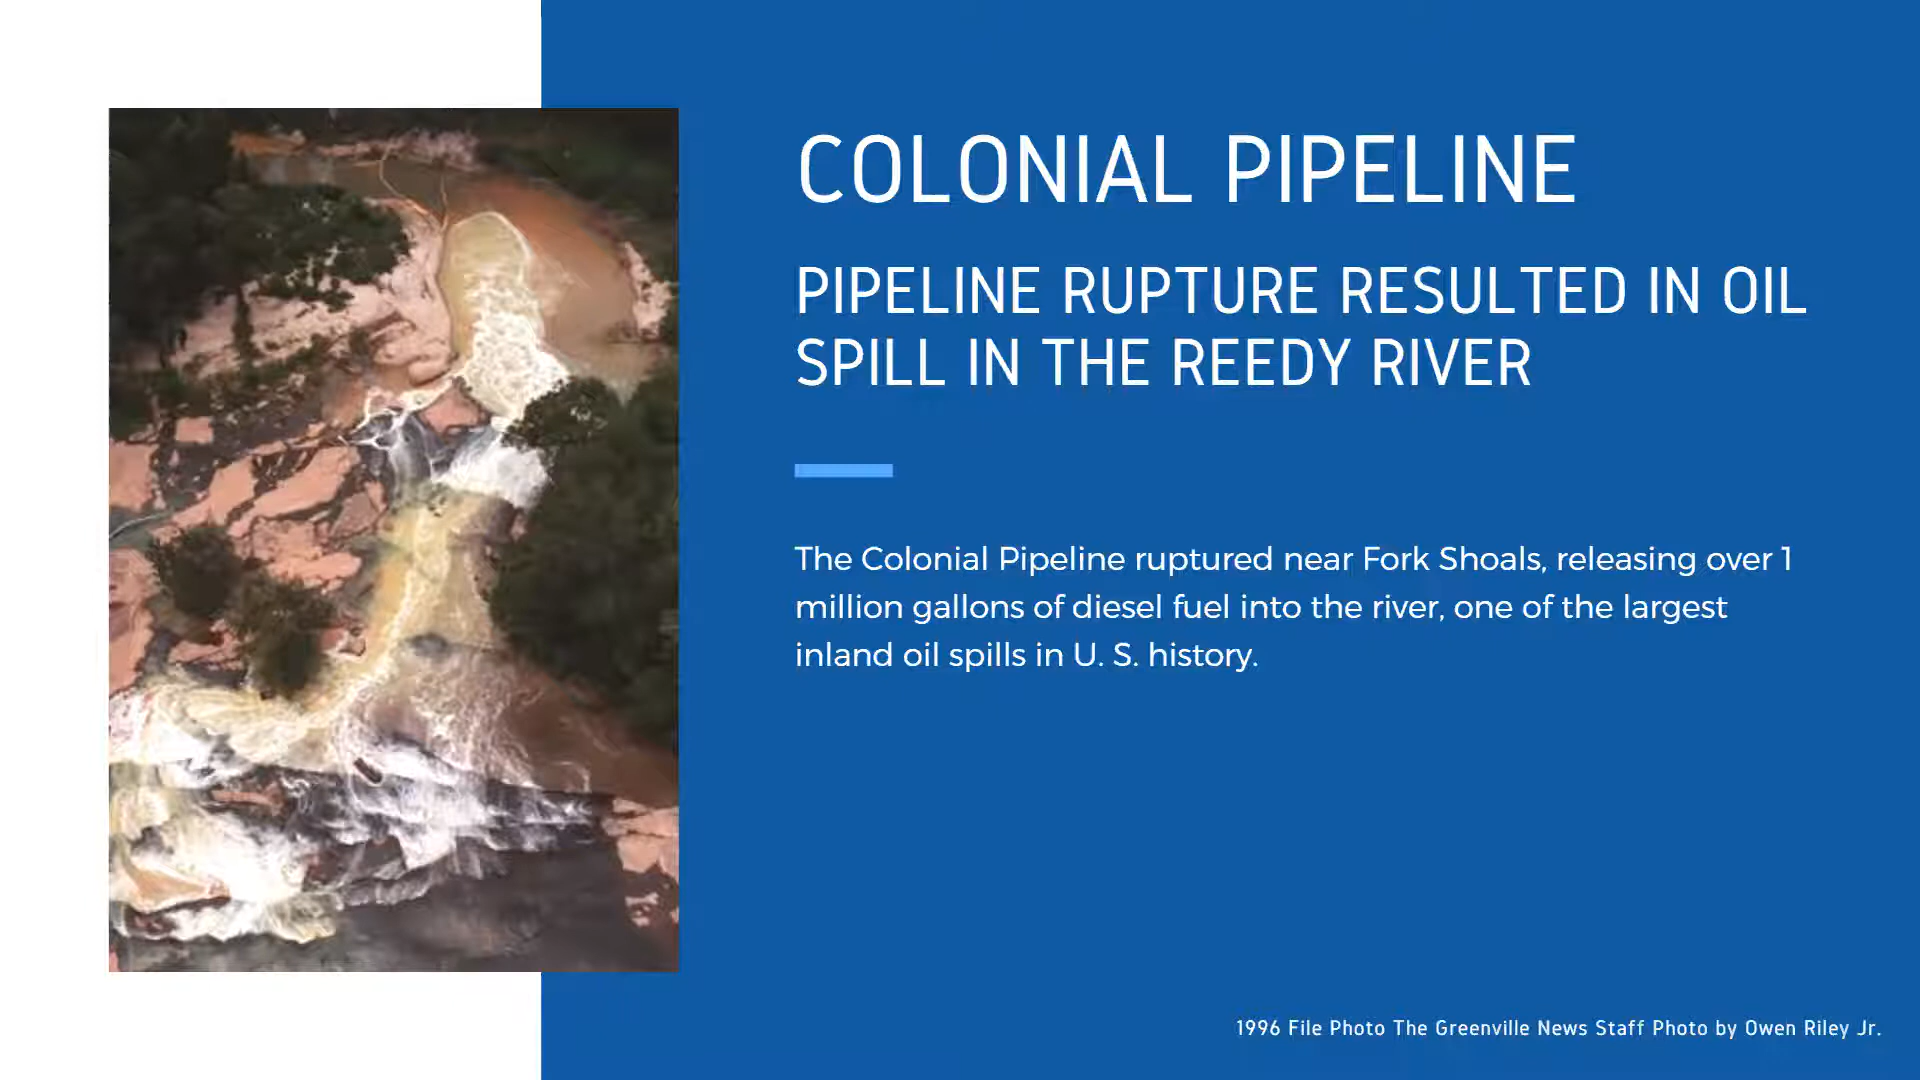 COLONIAL PIPELINE
PIPELINE RUPTURE RESULTED IN OIL
SPILL IN THE REEDY RIVER
The Colonial Pipeline ruptured near Fork Shoals, releasing over 1
million gallons of diesel fuel into the river, one of the largest
inland oil spills in U. S. history.
1996 File Photo The Greenville News Staff Photo by Owen Riley Jr.